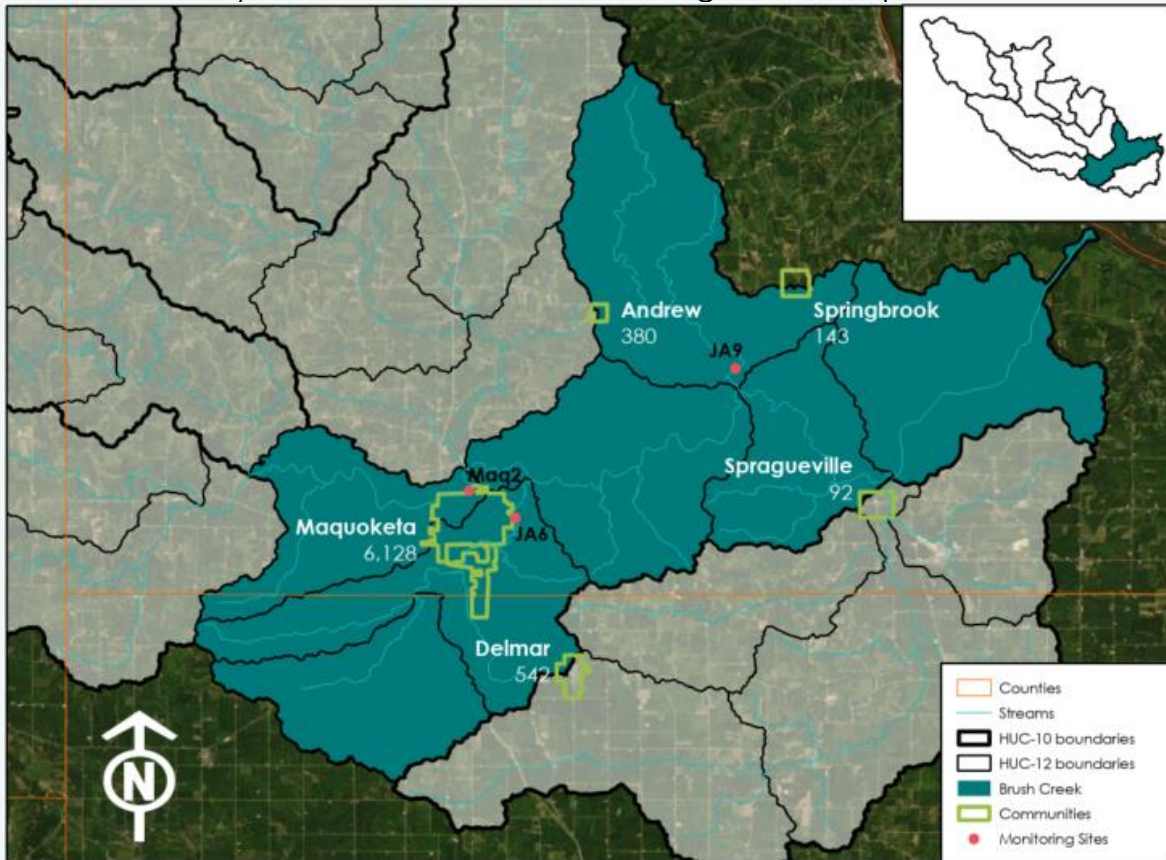 Andrew
380
Springbrook
143
JA9
Spragueville
92
Maq2
Maquoketa
6,128
JA6
Delmar
542
N
Counties
Streams
HUC-10 boundaries
HUC-12 boundaries
Brush Creek
Communities
Monitoring Sites